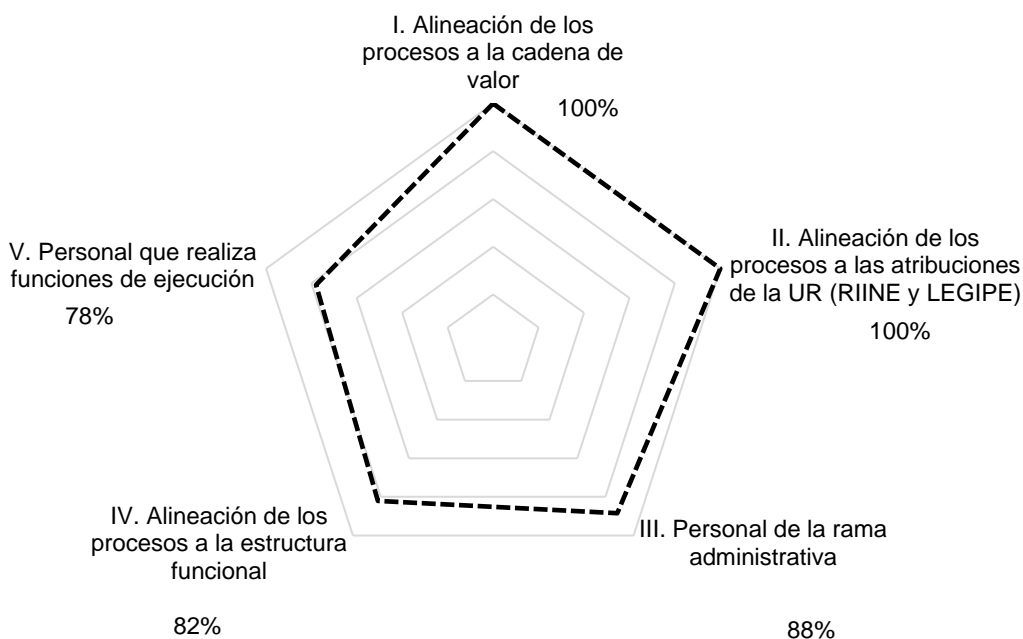 I. Alineación de los
procesos a la cadena de
valor
100%
II. Alineación de los
procesos a las atribuciones
de la UR (RIINE y LEGIPE)
100%
III. Personal de la rama
administrativa
88%
IV. Alineación de los
procesos a la estructura
funcional
82%
V. Personal que realiza
funciones de ejecución
78%